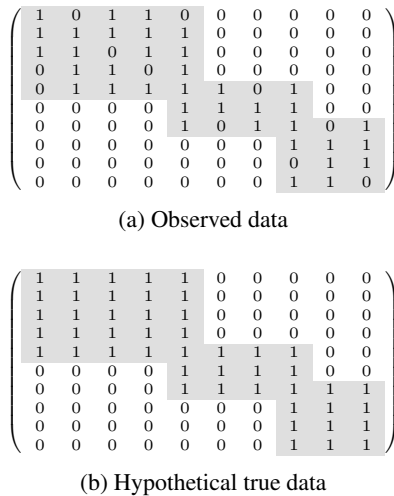 1 0 1 1 0 0 0 0 0 0
1 1 1 1 1 0 0 0 0 0
1 1 0 1 1 0 0 0 0 0
0 1 1 0 1 0 0 0 0 0
0 1 1 1 1 1 0 1 0 0
0 0 0 0 1 1 1 1 0 0
0 0 0 0 1 0 1 1 0 1
0 0 0 0 0 0 0 1 1 1
0 0 0 0 0 0 0 0 1 1
0 0 0 0 0 0 0 1 1 0
(a) Observed data
1 1 1 1 1 0 0 0 0 0
1 1 1 1 1 0 0 0 0 0
1 1 1 1 1 0 0 0 0 0
1 1 1 1 1 0 0 0 0 0
1 1 1 1 1 1 1 1 0 0
0 0 0 0 1 1 1 1 0 0
0 0 0 0 1 1 1 1 1 1
0 0 0 0 0 0 0 1 1 1
0 0 0 0 0 0 0 1 1 1
0 0 0 0 0 0 0 1 1 1
(b) Hypothetical true data